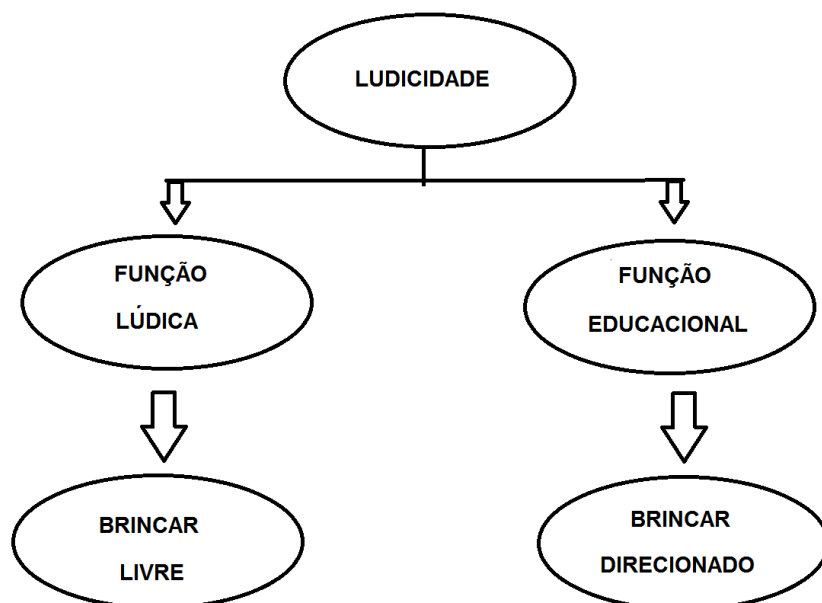 LUDICIDADE
FUNÇÃO
LÚDICA
FUNÇÃO
EDUCACIONAL
BRINCAR
LIVRE
BRINCAR
DIRECIONADO